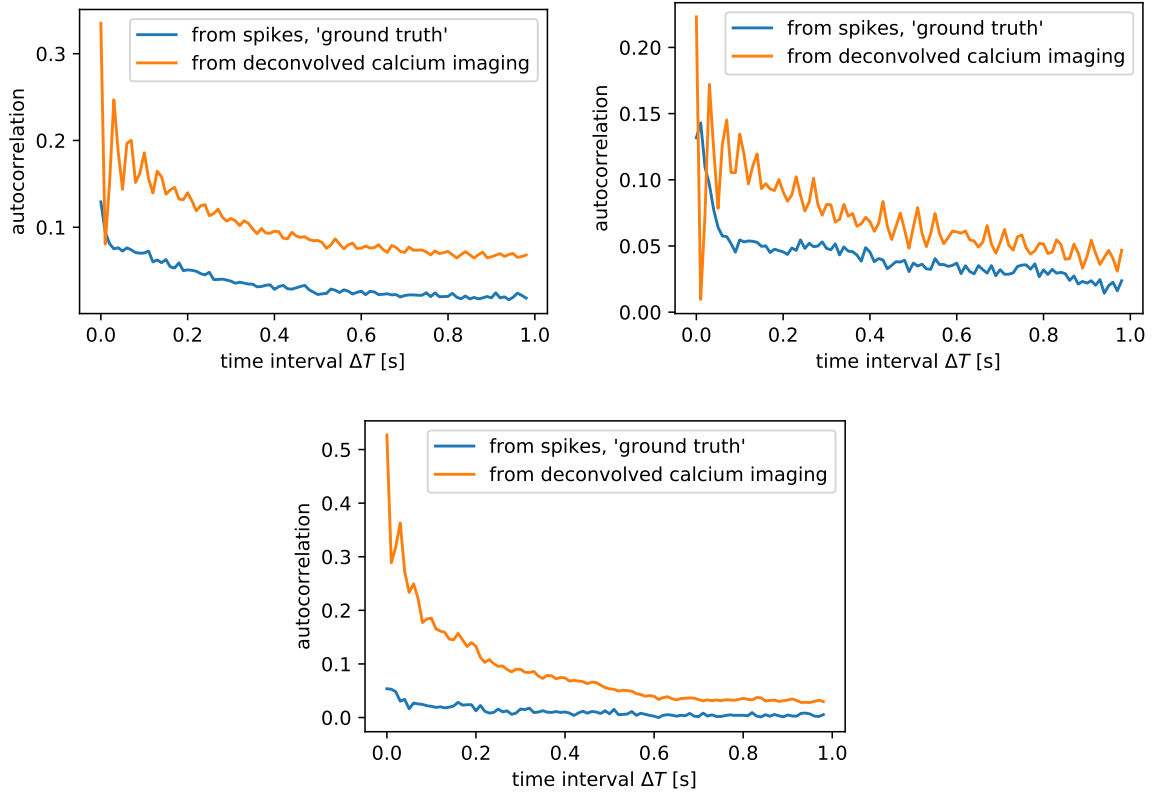 from spikes, 'ground truth'
from deconvolved calcium imaging
autocorrelation
0.3
0.2
0.1
0.0 0.2 0.4 0.6 0.8 1.0
time interval ΔT [s]
from spikes, 'ground truth'
from deconvolved calcium imaging
autocorrelation
0.20
0.15
0.10
0.05
0.00
0.0 0.2 0.4 0.6 0.8 1.0
time interval ΔT [s]
from spikes, 'ground truth'
from deconvolved calcium imaging
autocorrelation
0.5
0.4
0.3
0.2
0.1
0.0
0.0 0.2 0.4 0.6 0.8 1.0
time interval ΔT [s]